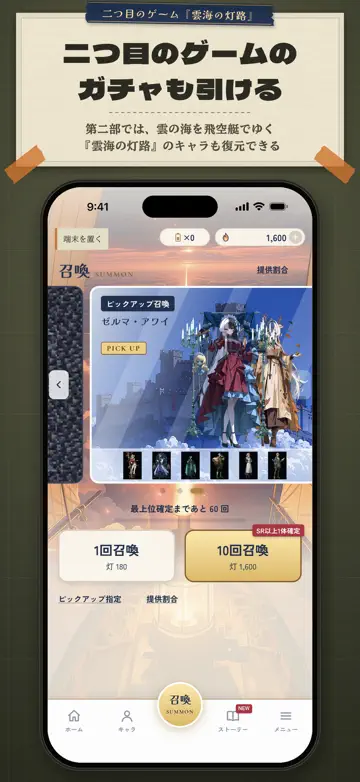 二つ目のゲーム『雲海の灯路』
二つ目のゲームの
ガチャも引ける
第二部では、雲の海を飛空艇でゆく
『雲海の灯路』のキャラも復元できる
9:41
端末を置く
×0
1,600
+
召喚 SUMMON
提供割合
ピックアップ召喚
ゼルマ・アワイ
PICK UP
最上位確定まであと 60 回
SR以上1体確定
1回召喚
灯 180
10回召喚
灯 1,600
ピックアップ指定
提供割合
ホーム
キャラ
召喚
SUMMON
NEW
ストーリー
メニュー